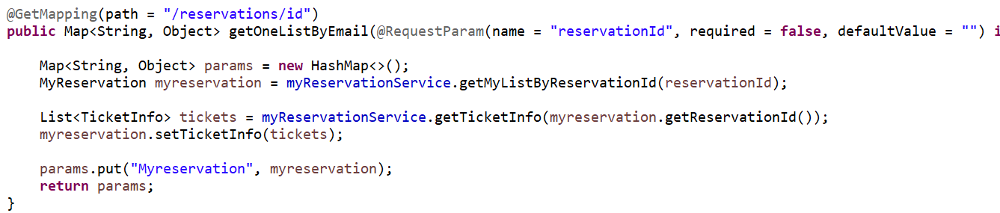 @GetMapping(path = "/reservations/id")
public Map<String, Object> getOneListByEmail(@RequestParam(name = "reservationId", required = false, defaultValue = "") i
Map<String, Object> params = new HashMap<>();
MyReservation myreservation = myReservationService.getMyListByReservationId(reservationId);
List<TicketInfo> tickets = myReservationService.getTicketInfo(myreservation.getReservationId());
myreservation.setTicketInfo(tickets);
params.put("Myreservation", myreservation);
return params;
}